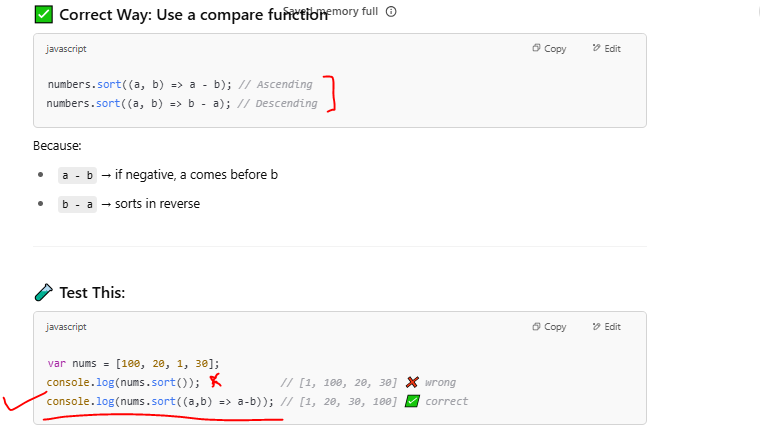 ✅ Correct Way: Use a compare function
Saved memory full ⓘ
javascript
Copy
Edit
numbers.sort((a, b) => a - b); // Ascending
numbers.sort((a, b) => b - a); // Descending
Because:
• a - b → if negative, a comes before b
• b - a → sorts in reverse
🧪 Test This:
javascript
Copy
Edit
var nums = [100, 20, 1, 30];
console.log(nums.sort()); // [1, 100, 20, 30] ❌ wrong
console.log(nums.sort((a,b) => a-b)); // [1, 20, 30, 100] ✅ correct